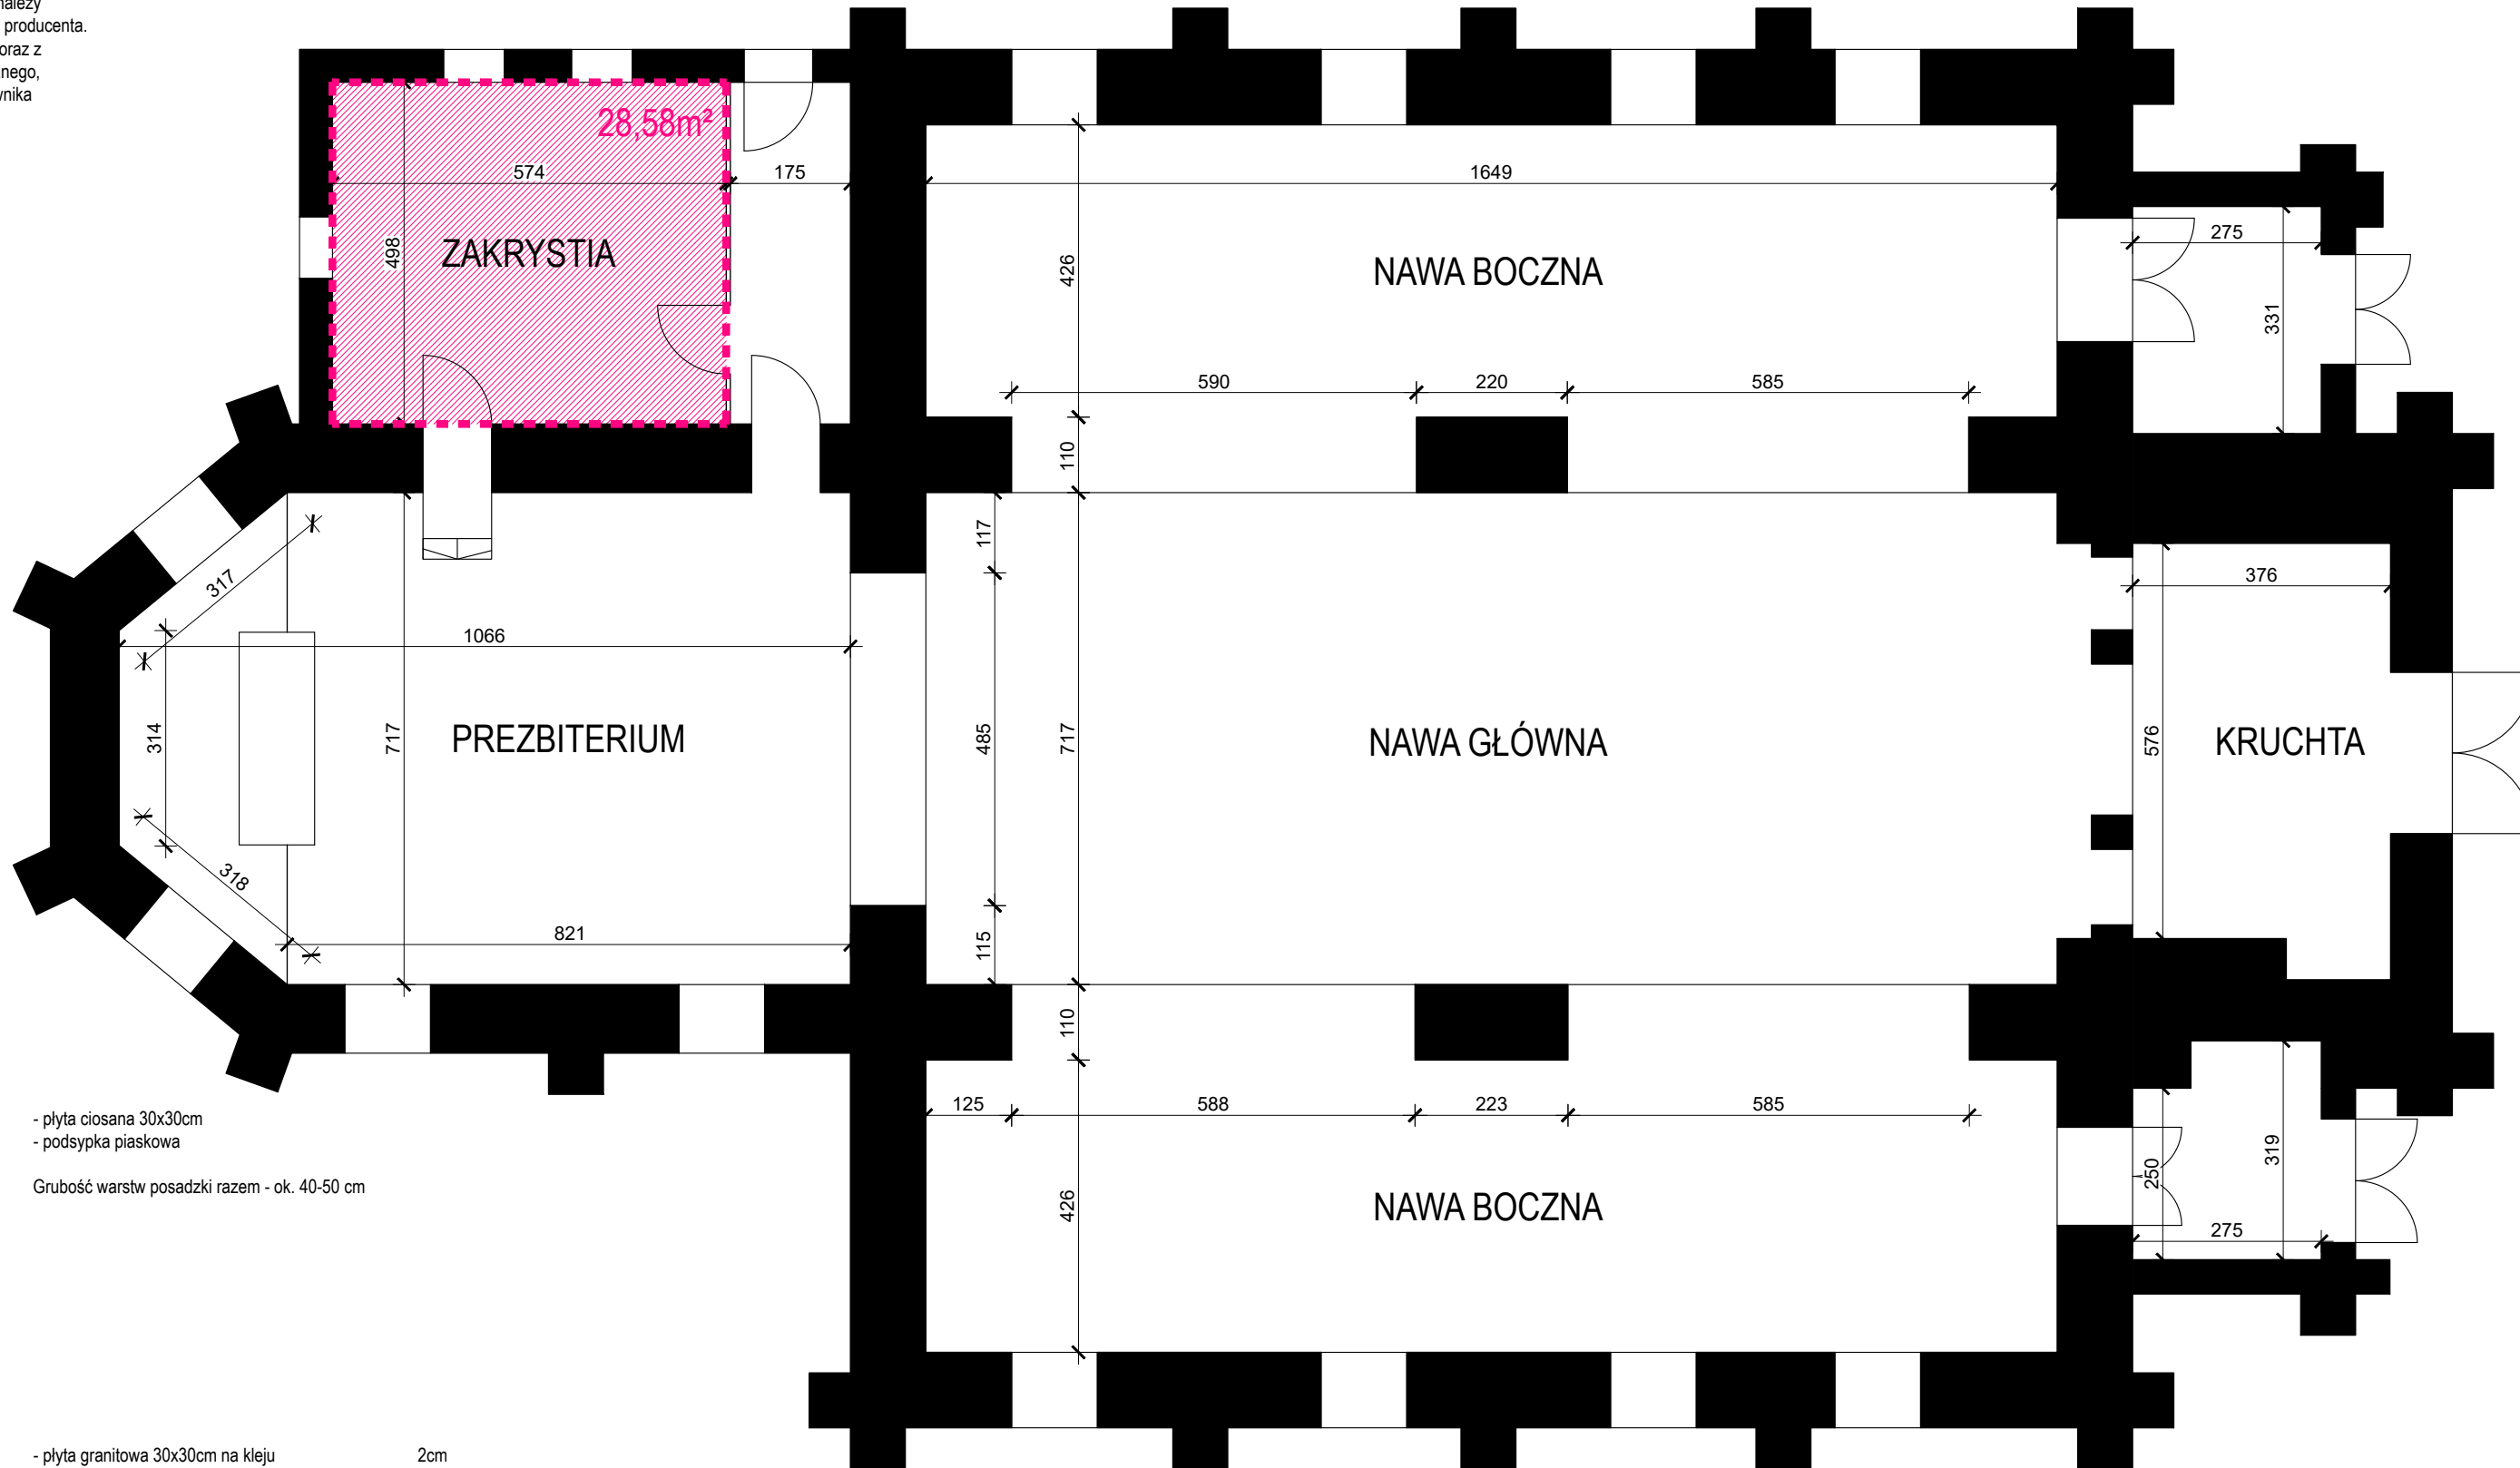 należy
producenta.
oraz z
nego,
nika
28,58m²
574
175
1649
498
ZAKRYSTIA
426
NAWA BOCZNA
275
331
590
220
585
110
117
317
376
1066
314
717
PREZBITERIUM
485
717
NAWA GŁÓWNA
576
KRUCHTA
318
821
115
110
125
588
223
585
- płyta ciosana 30x30cm
- podsypka piaskowa
Grubość warstw posadzki razem - ok. 40-50 cm
426
NAWA BOCZNA
250
319
275
- płyta granitowa 30x30cm na kleju 2cm